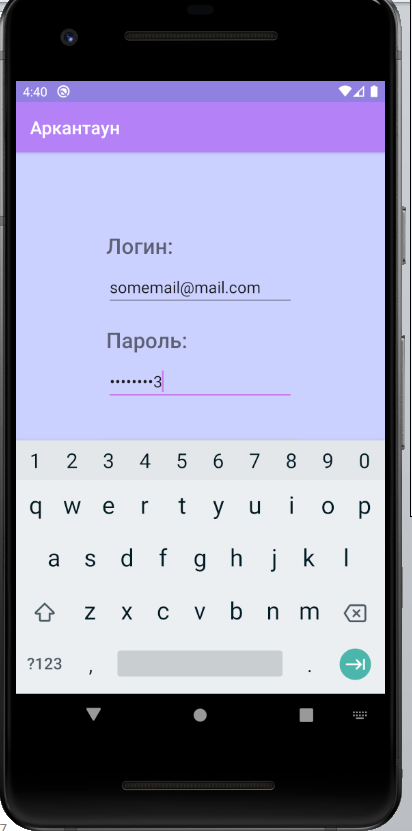 4:40
Аркантаун
Логин:
somemail@mail.com
Пароль:
••••••••3
1 2 3 4 5 6 7 8 9 0
q w e r t y u i o p
a s d f g h j k l
z x c v b n m
?123 , .
7